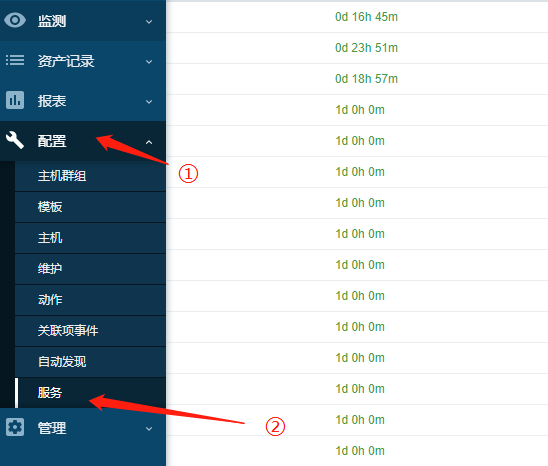 监测
资产记录
报表
配置
①
主机群组
模板
主机
维护
动作
关联项事件
自动发现
服务
②
管理
0d 16h 45m
0d 23h 51m
0d 18h 57m
1d 0h 0m
1d 0h 0m
1d 0h 0m
1d 0h 0m
1d 0h 0m
1d 0h 0m
1d 0h 0m
1d 0h 0m
1d 0h 0m
1d 0h 0m
1d 0h 0m
1d 0h 0m